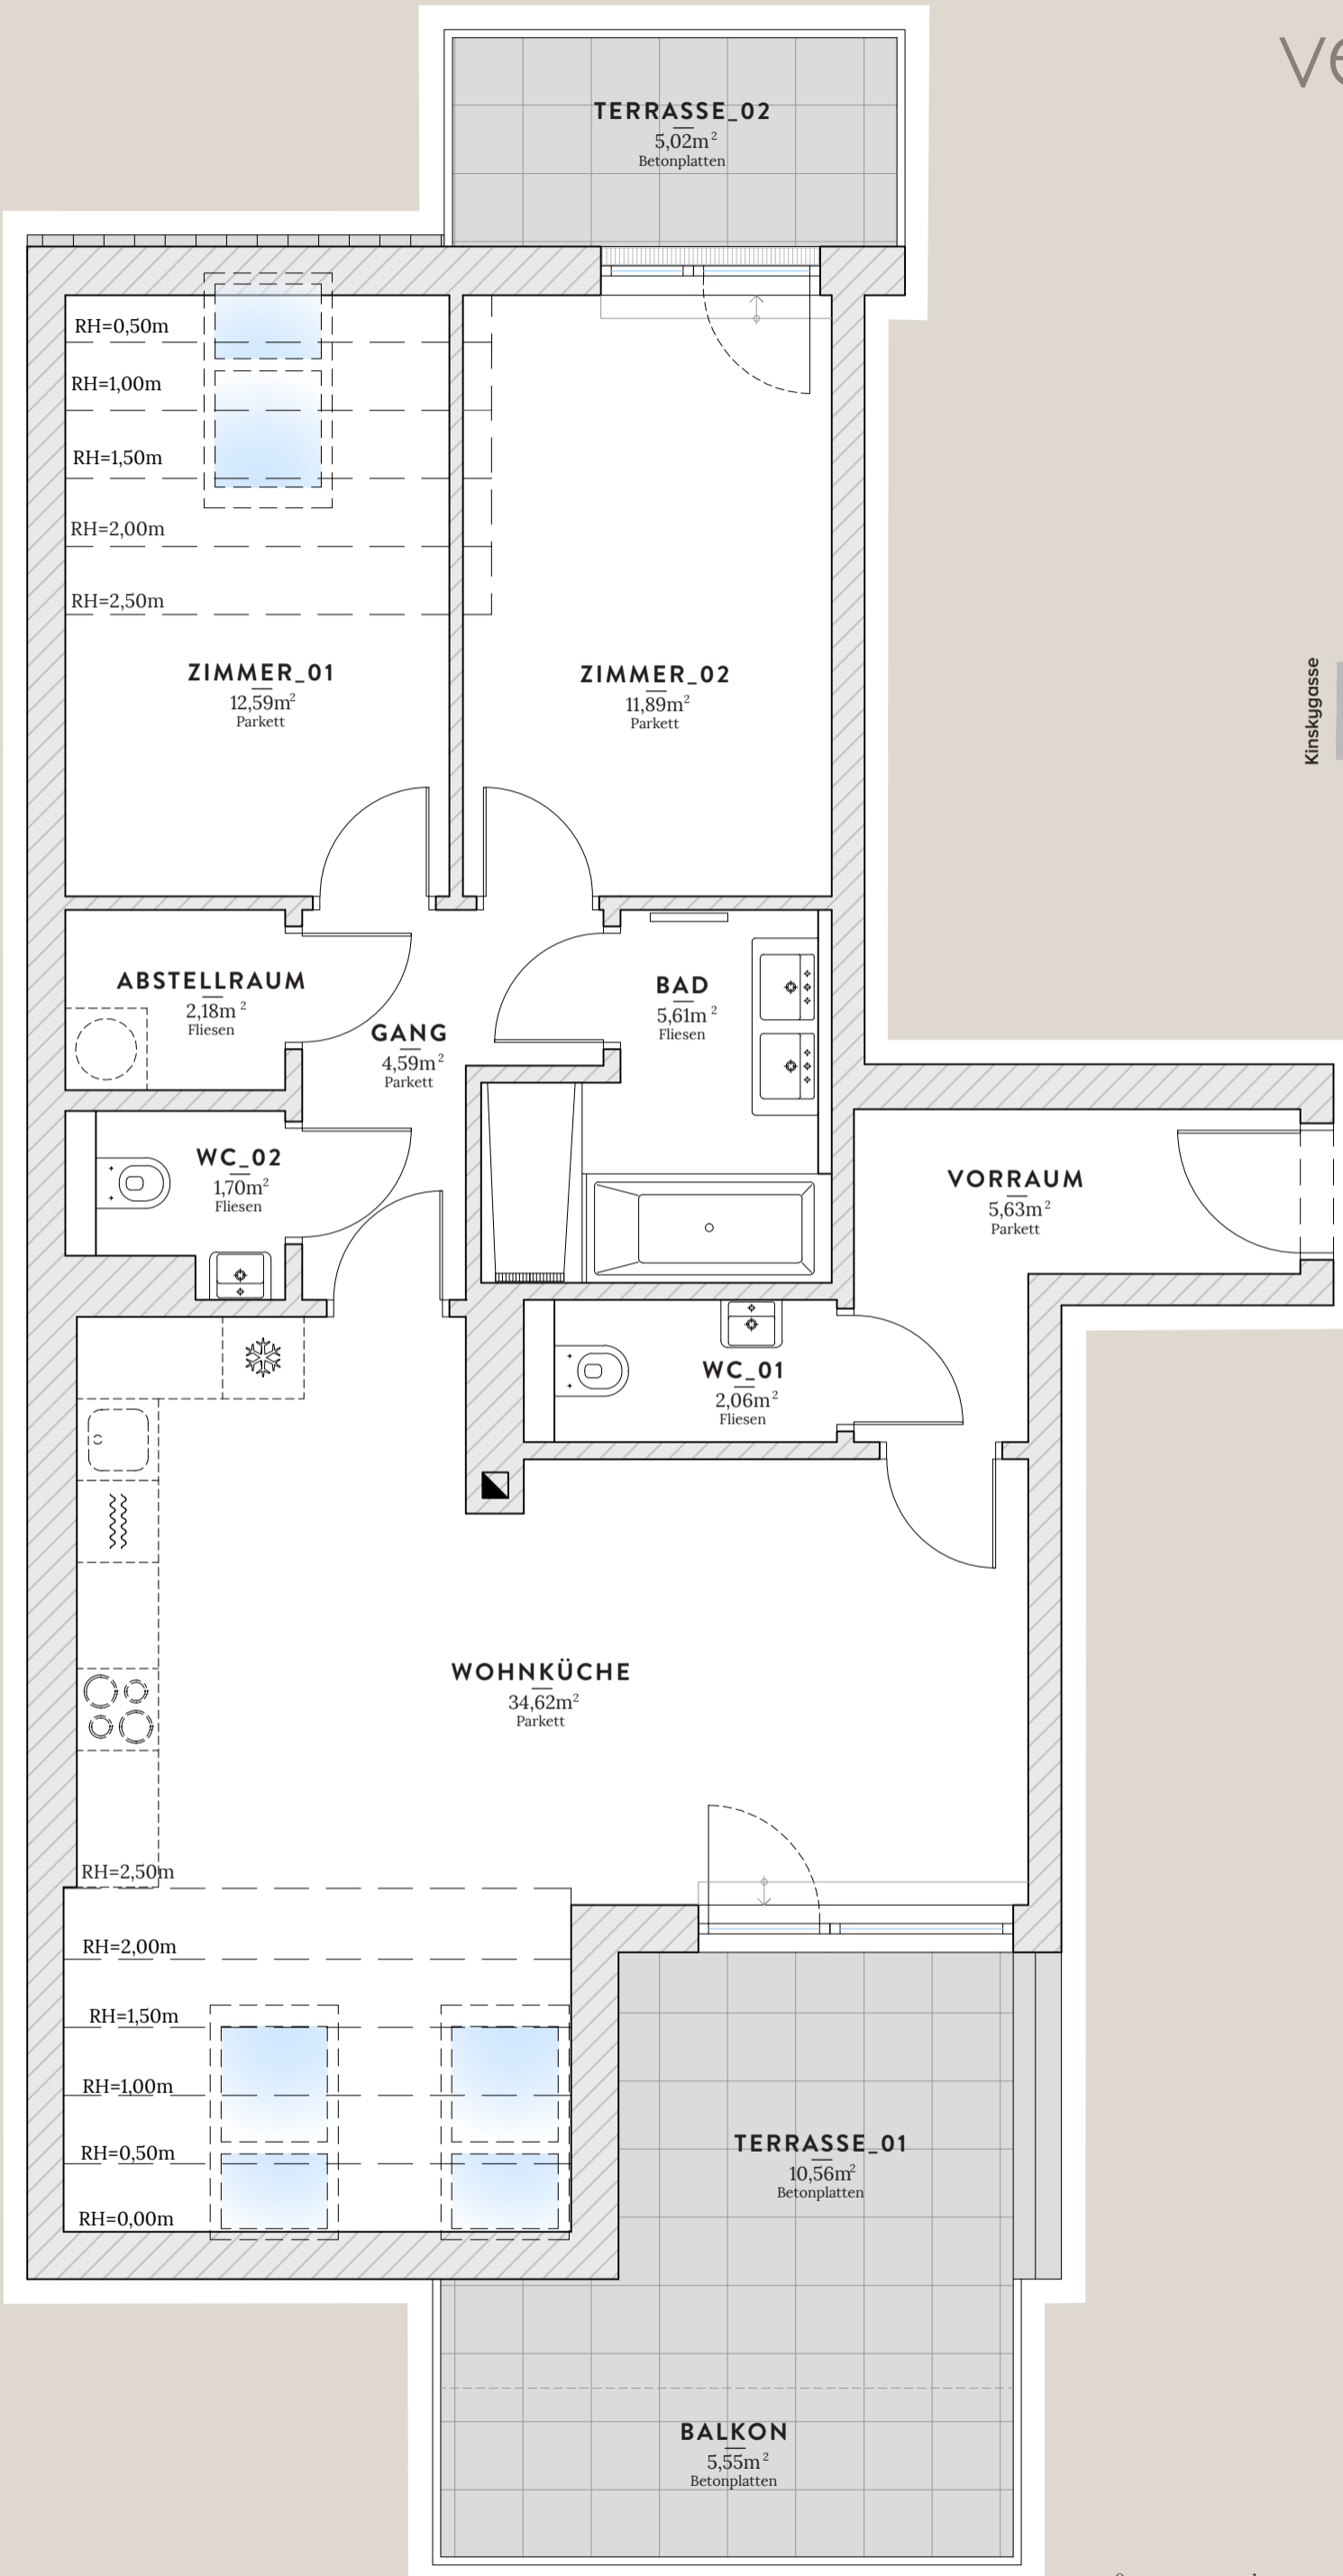 ve
TERRASSE_02
5,02m²
Betonplatten
RH=0,50m
RH=1,00m
RH=1,50m
RH=2,00m
RH=2,50m
ZIMMER_01
12,59m²
Parkett
ZIMMER_02
11,89m²
Parkett
Kinskygasse
ABSTELLRAUM
2,18m²
Fliesen
BAD
5,61m²
Fliesen
GANG
4,59m²
Parkett
WC_02
1,70m²
Fliesen
VORRAUM
5,63m²
Parkett
WC_01
2,06m²
Fliesen
WOHNKÜCHE
34,62m²
Parkett
RH=2,50m
RH=2,00m
RH=1,50m
RH=1,00m
RH=0,50m
RH=0,00m
TERRASSE_01
10,56m²
Betonplatten
BALKON
5,55m²
Betonplatten